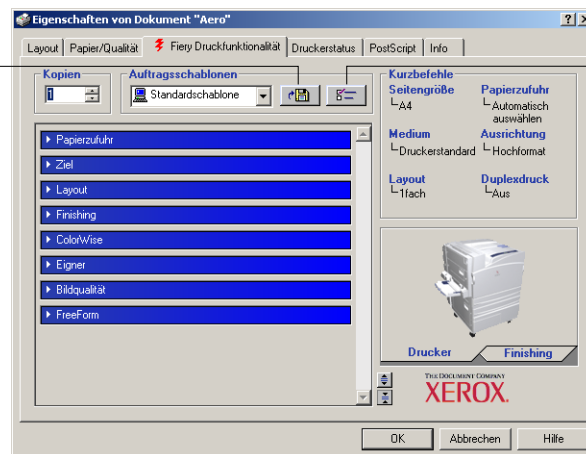 Eigenschaften von Dokument "Aero"
Layout Papier/Qualität Fiery Druckfunktionalität Druckerstatus PostScript Info
Kopien
1
Auftragsschablonen
Standardschablone
Papierzufuhr
Ziel
Layout
Finishing
ColorWise
Eigner
Bildqualität
FreeForm
Kurzbefehle
Seitengröße Papierzufuhr
A4 Automatisch
auswählen
Medium Ausrichtung
Druckerstandard Hochformat
Layout Duplexdruck
1fach Aus
Drucker Finishing
THE DOCUMENT COMPANY
XEROX.
OK Abbrechen Hilfe